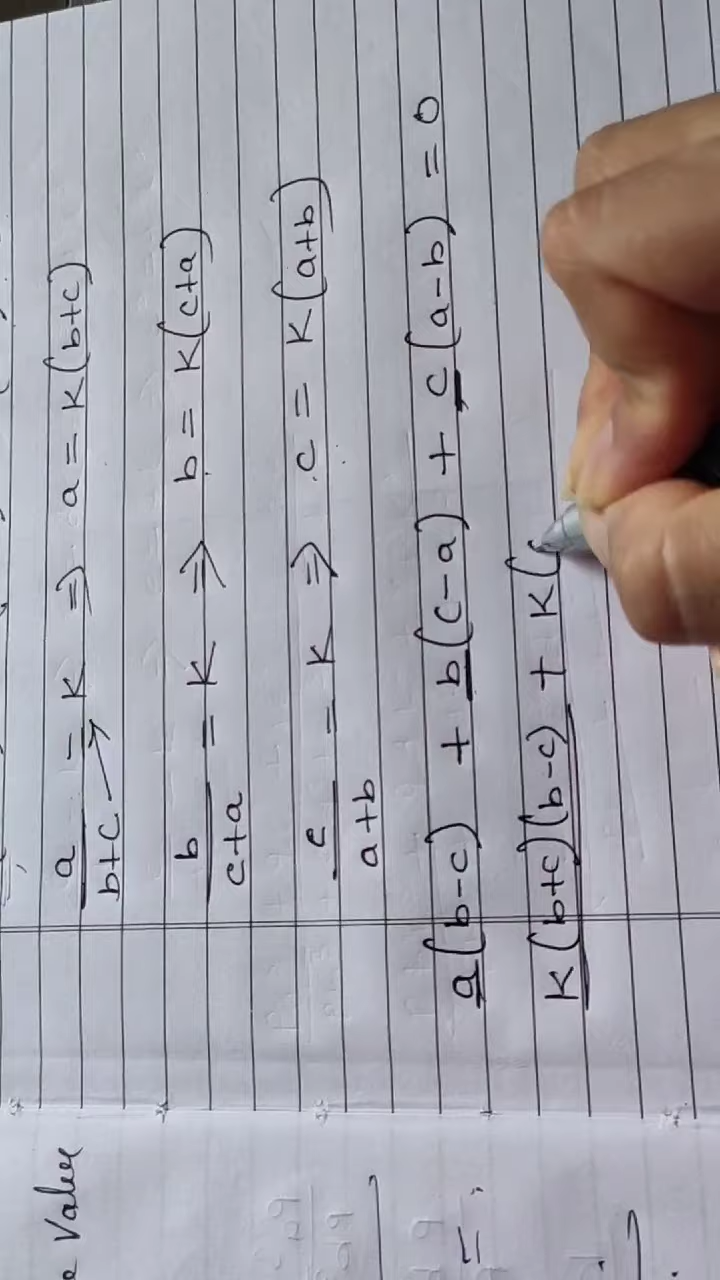 a/b+c = K ⇒ a = K(b+c)
b/c+a = K ⇒ b = K(c+a)
c/a+b = K ⇒ c = K(a+b)
a(b-c) + b(c-a) + c(a-b) = 0
K(b+c)(b-c) + K(
Value